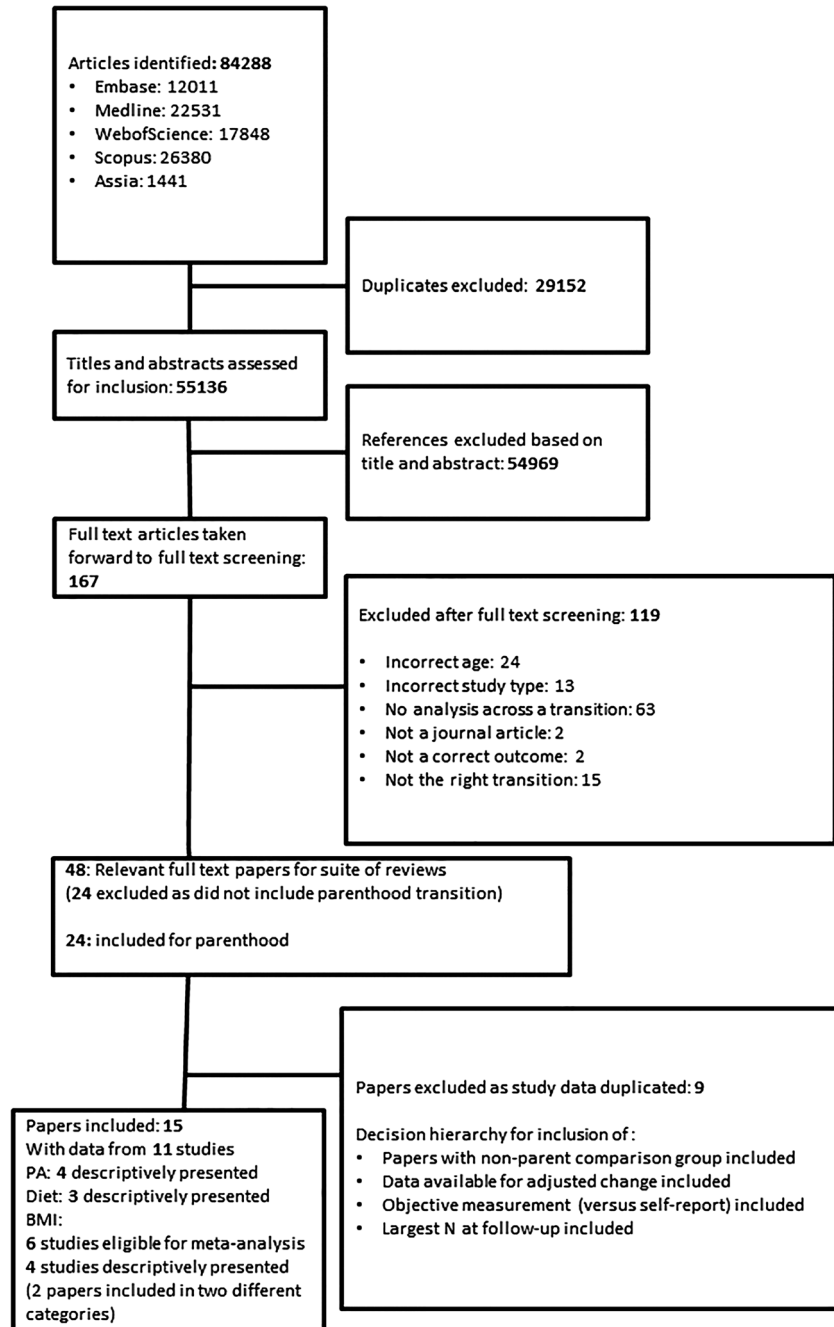 Articles identified: 84288
• Embase: 12011
• Medline: 22531
• WebofScience: 17848
• Scopus: 26380
• Assia: 1441
Duplicates excluded: 29152
Titles and abstracts assessed
for inclusion: 55136
References excluded based on
title and abstract: 54969
Full text articles taken
forward to full text screening:
167
Excluded after full text screening: 119
• Incorrect age: 24
• Incorrect study type: 13
• No analysis across a transition: 63
• Not a journal article: 2
• Not a correct outcome: 2
• Not the right transition: 15
48: Relevant full text papers for suite of reviews
(24 excluded as did not include parenthood transition)
24: included for parenthood
Papers excluded as study data duplicated: 9
Decision hierarchy for inclusion of :
• Papers with non-parent comparison group included
• Data available for adjusted change included
• Objective measurement (versus self-report) included
• Largest N at follow-up included
Papers included: 15
With data from 11 studies
PA: 4 descriptively presented
Diet: 3 descriptively presented
BMI:
6 studies eligible for meta-analysis
4 studies descriptively presented
(2 papers included in two different
categories)